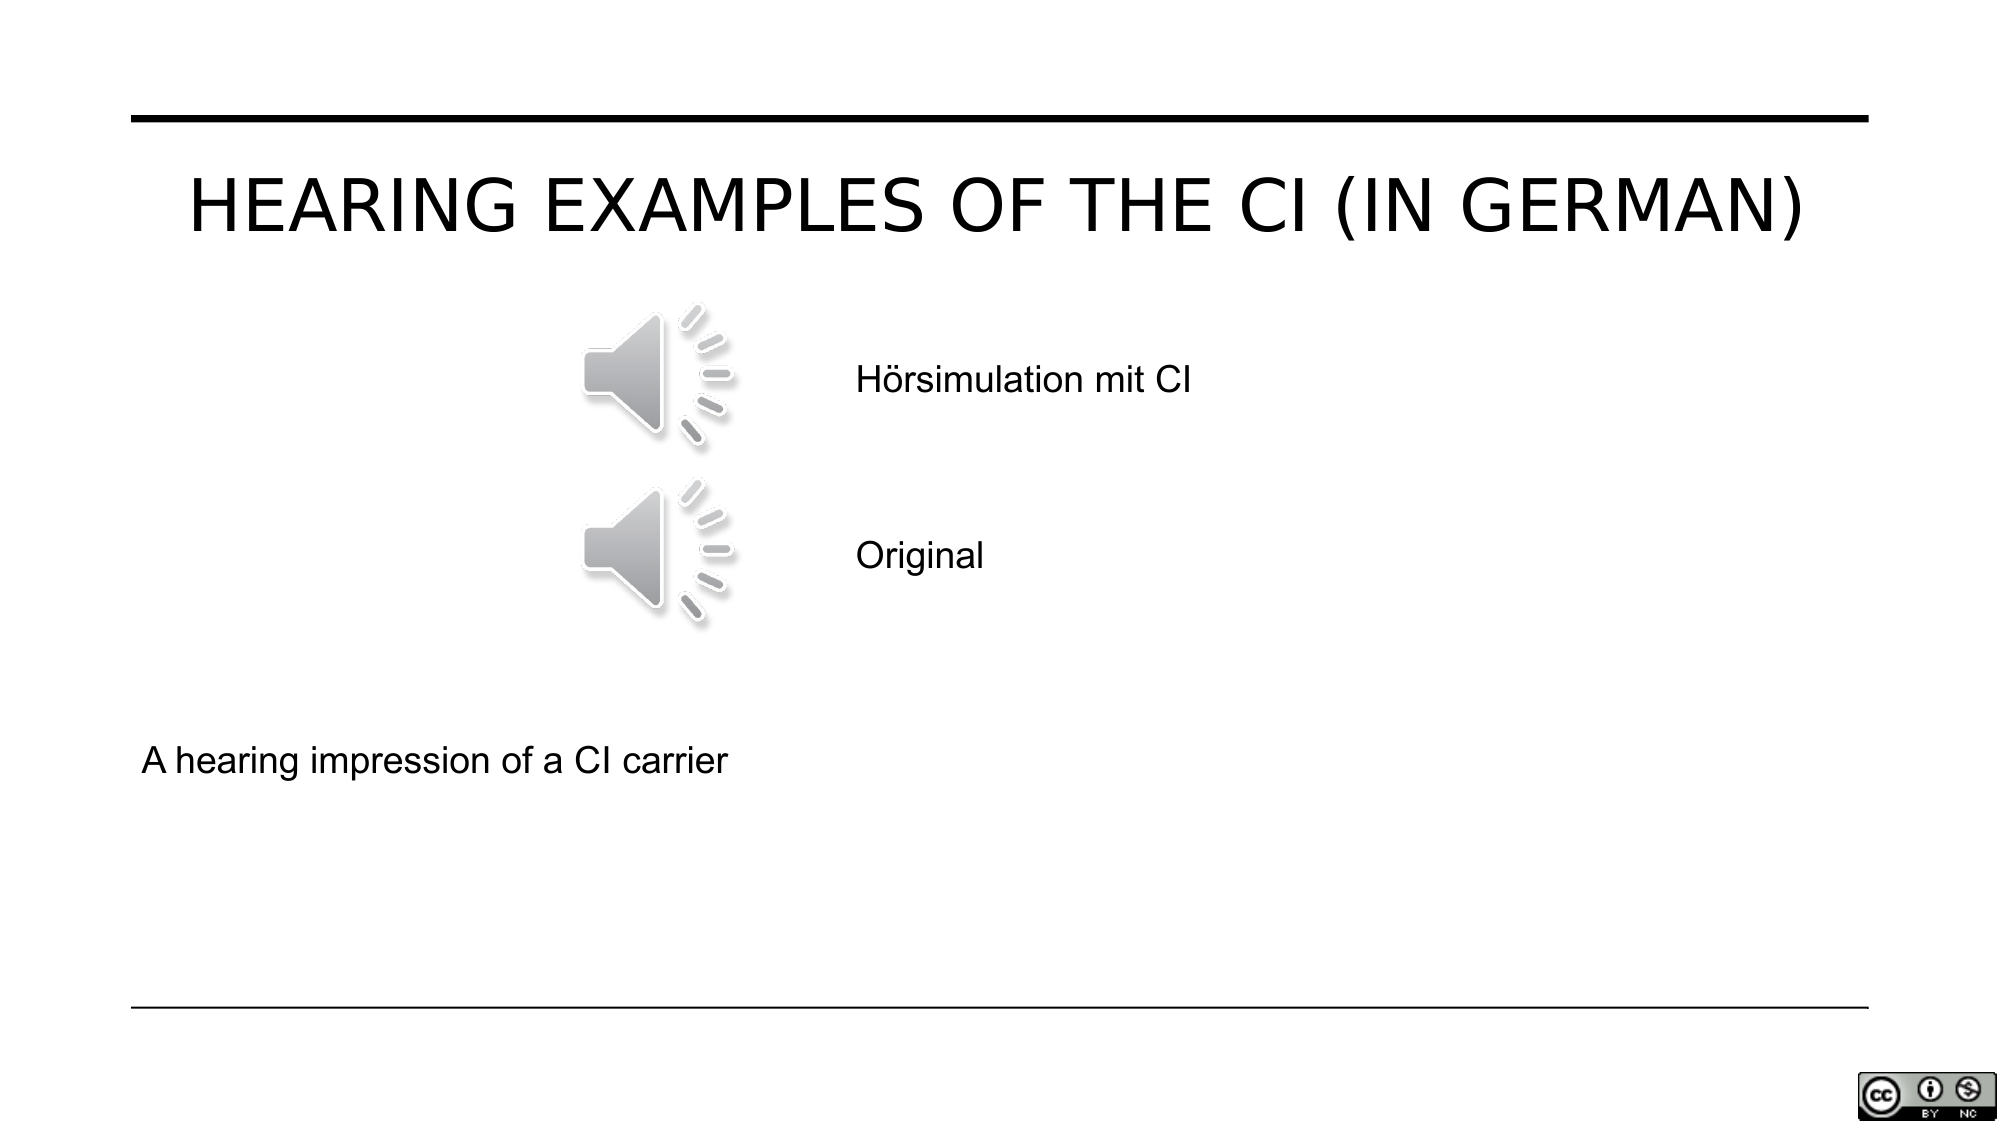 HEARING EXAMPLES OF THE CI (IN GERMAN)
Hörsimulation mit CI
Original
A hearing impression of a CI carrier
cc
BY NC